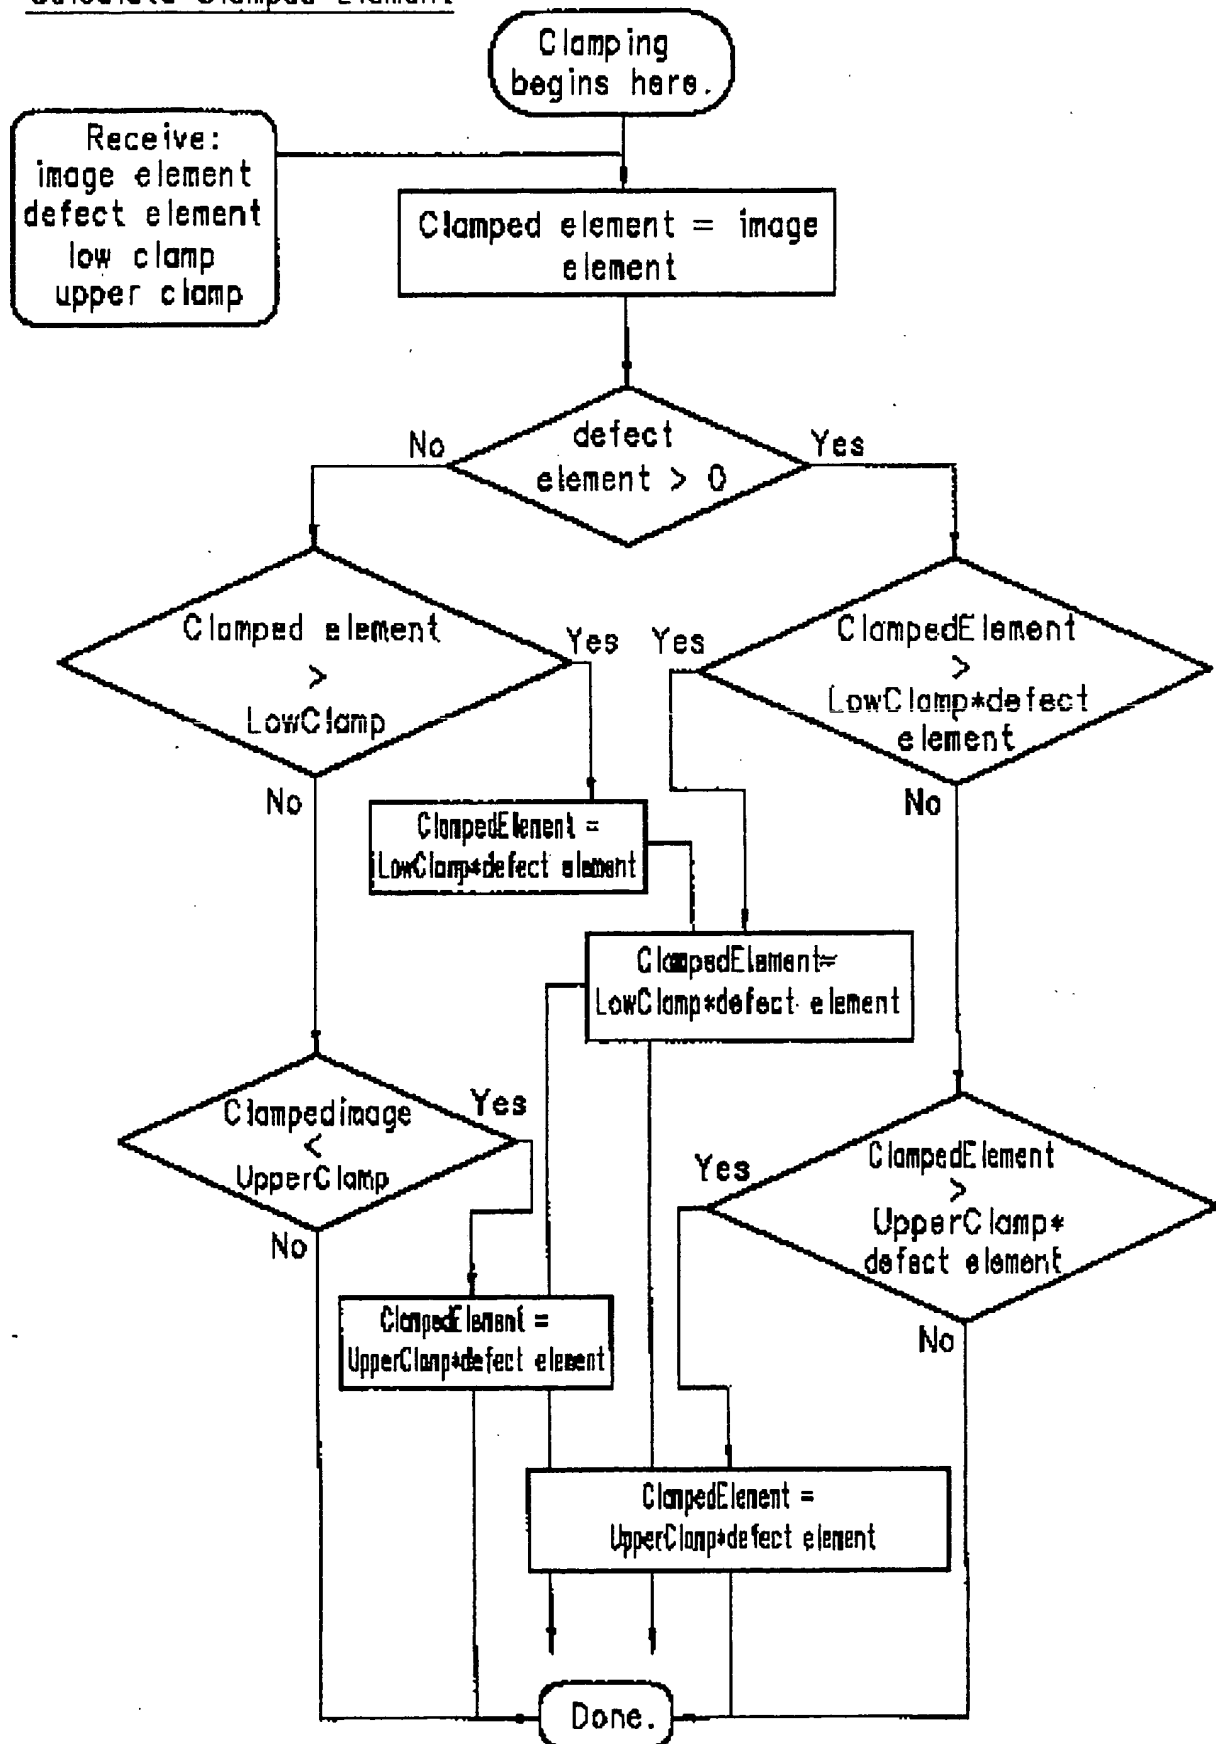 Calculate Clamped Element
Clamping
begins here.
Receive:
image element
defect element
low clamp
upper clamp
Clamped element = image
element
defect
element > 0
No
Yes
Clamped element
>
LowClamp
Yes
No
ClampedElement
>
LowClamp*defect
element
Yes
No
ClampedElement =
LowClamp*defect element
ClampedElement=
LowClamp*defect element
Clampedimage
<
UpperClamp
Yes
No
ClampedElement
>
UpperClamp*
defect element
Yes
No
ClampedElement =
UpperClamp*defect element
ClampedElement =
UpperClamp*defect element
Done.